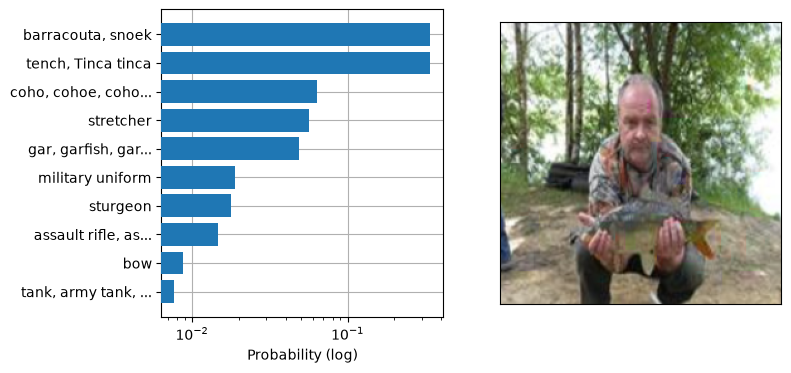 barracouta, snoek
tench, Tinca tinca
coho, cohoe, coho...
stretcher
gar, garfish, gar...
military uniform
sturgeon
assault rifle, as...
bow
tank, army tank, ...
10⁻²
10⁻¹
Probability (log)